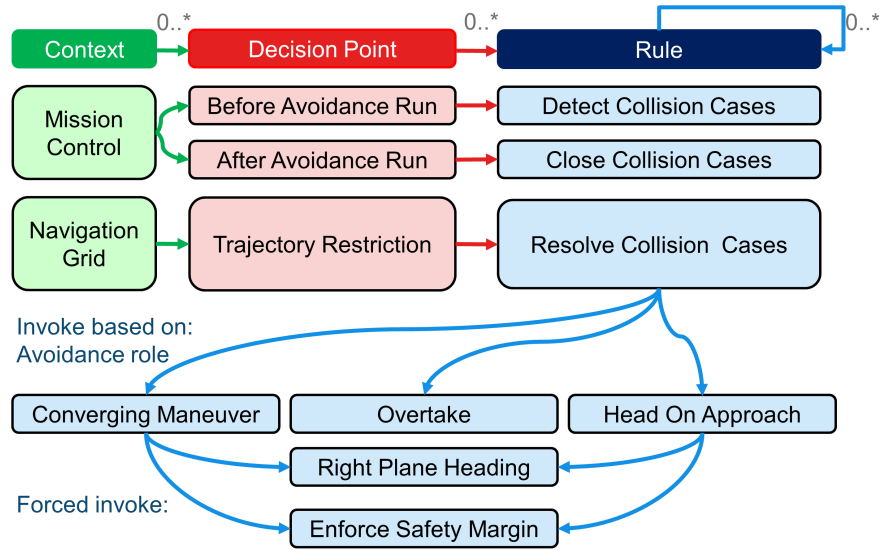 0..*
0..*
0..*
Context
Decision Point
Rule
Mission
Control
Before Avoidance Run
Detect Collision Cases
After Avoidance Run
Close Collision Cases
Navigation
Grid
Trajectory Restriction
Resolve Collision  Cases
Invoke based on:
Avoidance role
Converging Maneuver
Overtake
Head On Approach
Right Plane Heading
Forced invoke:
Enforce Safety Margin